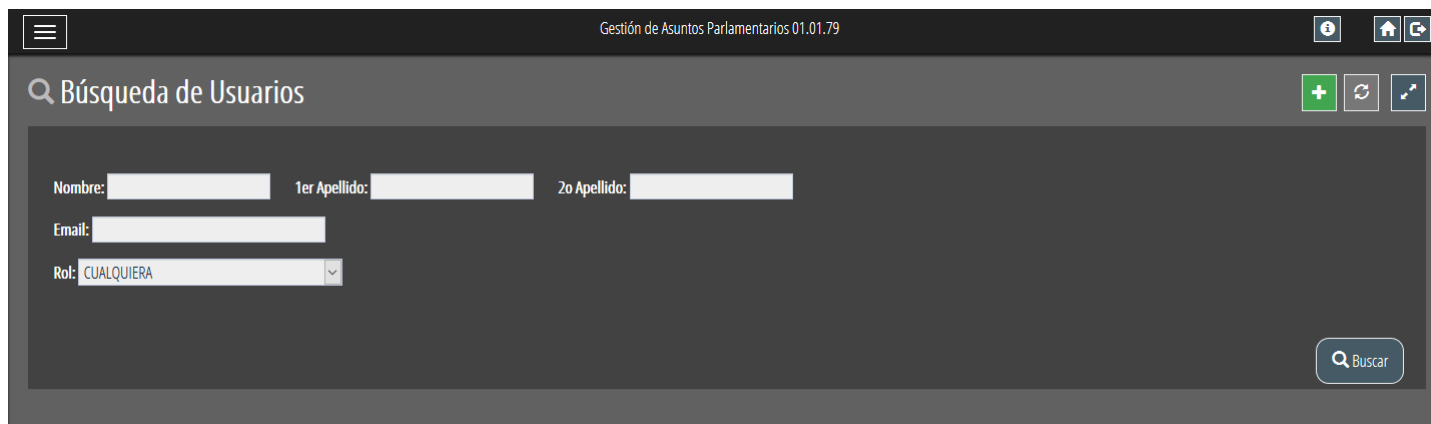 Gestión de Asuntos Parlamentarios 01.01.79
Búsqueda de Usuarios
Nombre: 1er Apellido: 2o Apellido:
Email:
Rol: CUALQUIERA
Buscar